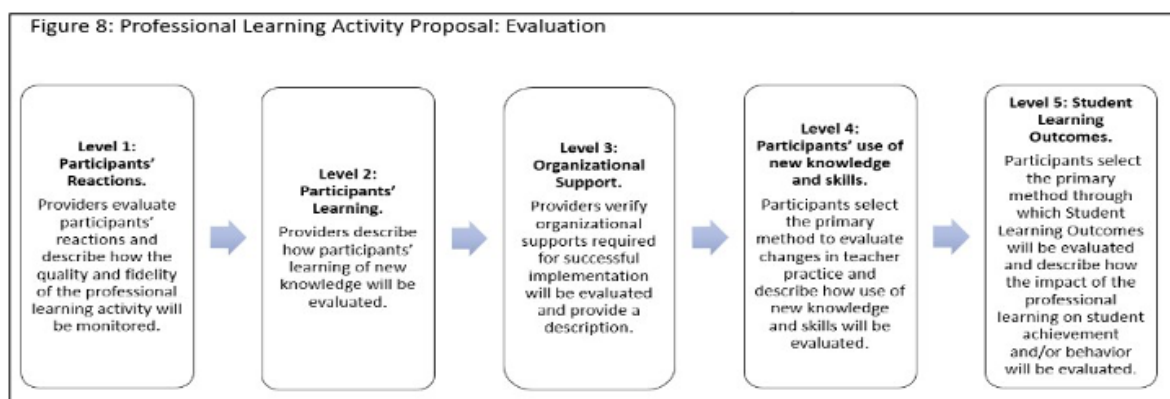 Figure 8: Professional Learning Activity Proposal: Evaluation
Level 1:
Participants'
Reactions.
Providers evaluate
participants'
reactions and
describe how the
quality and fidelity
of the professional
learning activity will
be monitored.
Level 2:
Participants'
Learning.
Providers describe
how participants'
learning of new
knowledge will be
evaluated.
Level 3:
Organizational
Support.
Providers verify
organizational
supports required
for successful
implementation
will be evaluated
and provide a
description.
Level 4:
Participants' use of
new knowledge
and skills.
Participants select
the primary
method to evaluate
changes in teacher
practice and
describe how use of
new knowledge
and skills will be
evaluated.
Level 5: Student
Learning
Outcomes.
Participants select
the primary
method through
which Student
Learning Outcomes
will be evaluated
and describe how
the impact of the
professional
learning on student
achievement
and/or behavior
will be evaluated.